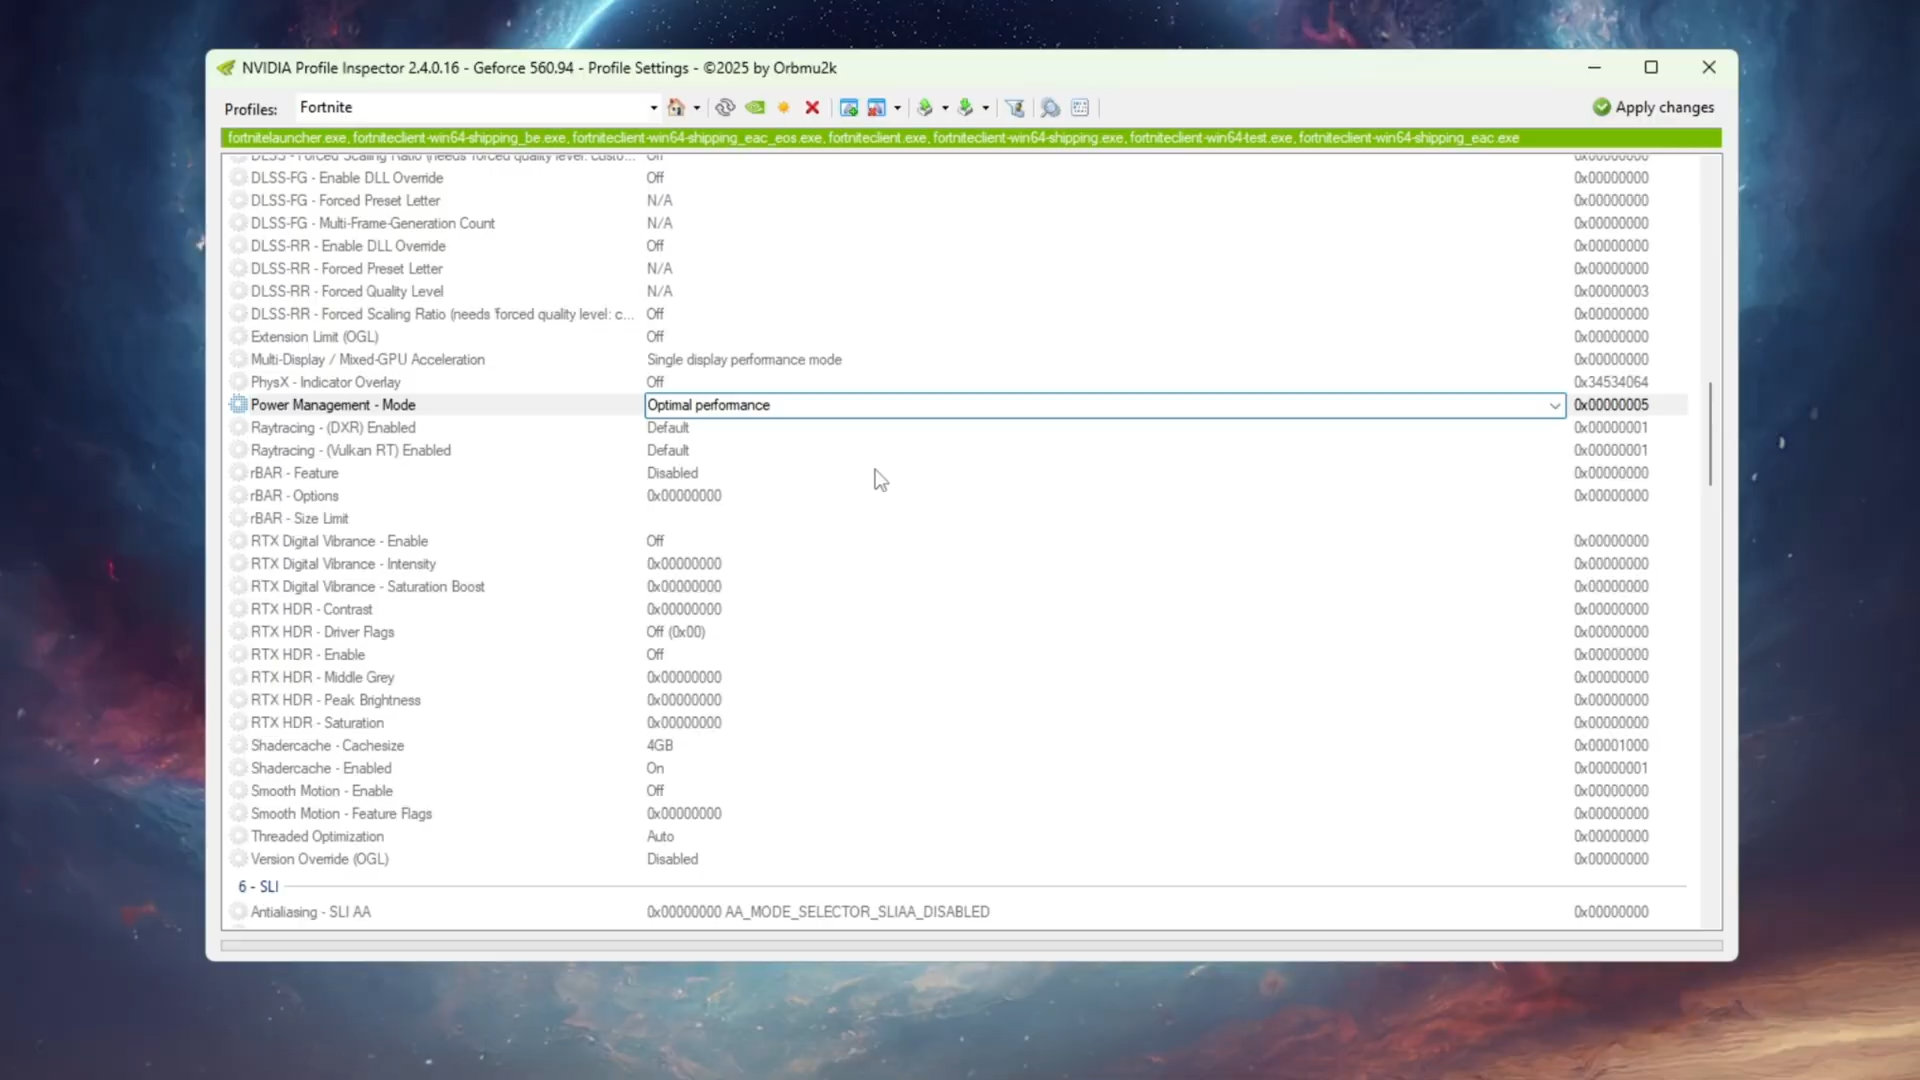 NVIDIA Profile Inspector 2.4.0.16 - Geforce 560.94 - Profile Settings - ©2025 by Orbmu2k
Profiles: Fortnite Apply changes
fortnitelauncher.exe, fortniteclient-win64-shipping_be.exe, fortniteclient-win64-shipping_eac_eos.exe, fortniteclient.exe, fortniteclient-win64-shipping.exe, fortniteclient-win64-test.exe, fortniteclient-win64-shipping_eac.exe
DLSS - Forced Scaling Ratio (needs 'forced quality level: custo... Off 0x00000000
DLSS-FG - Enable DLL Override Off 0x00000000
DLSS-FG - Forced Preset Letter N/A 0x00000000
DLSS-FG - Multi-Frame-Generation Count N/A 0x00000000
DLSS-RR - Enable DLL Override Off 0x00000000
DLSS-RR - Forced Preset Letter N/A 0x00000000
DLSS-RR - Forced Quality Level N/A 0x00000003
DLSS-RR - Forced Scaling Ratio (needs 'forced quality level: c... Off 0x00000000
Extension Limit (OGL) Off 0x00000000
Multi-Display / Mixed-GPU Acceleration Single display performance mode 0x00000000
PhysX - Indicator Overlay Off 0x34534064
Power Management - Mode Optimal performance 0x00000005
Raytracing - (DXR) Enabled Default 0x00000001
Raytracing - (Vulkan RT) Enabled Default 0x00000001
rBAR - Feature Disabled 0x00000000
rBAR - Options 0x00000000 0x00000000
rBAR - Size Limit
RTX Digital Vibrance - Enable Off 0x00000000
RTX Digital Vibrance - Intensity 0x00000000 0x00000000
RTX Digital Vibrance - Saturation Boost 0x00000000 0x00000000
RTX HDR - Contrast 0x00000000 0x00000000
RTX HDR - Driver Flags Off (0x00) 0x00000000
RTX HDR - Enable Off 0x00000000
RTX HDR - Middle Grey 0x00000000 0x00000000
RTX HDR - Peak Brightness 0x00000000 0x00000000
RTX HDR - Saturation 0x00000000 0x00000000
Shadercache - Cachesize 4GB 0x00001000
Shadercache - Enabled On 0x00000001
Smooth Motion - Enable Off 0x00000000
Smooth Motion - Feature Flags 0x00000000 0x00000000
Threaded Optimization Auto 0x00000000
Version Override (OGL) Disabled 0x00000000
6 - SLI
Antialiasing - SLI AA 0x00000000 AA_MODE_SELECTOR_SLIAA_DISABLED 0x00000000